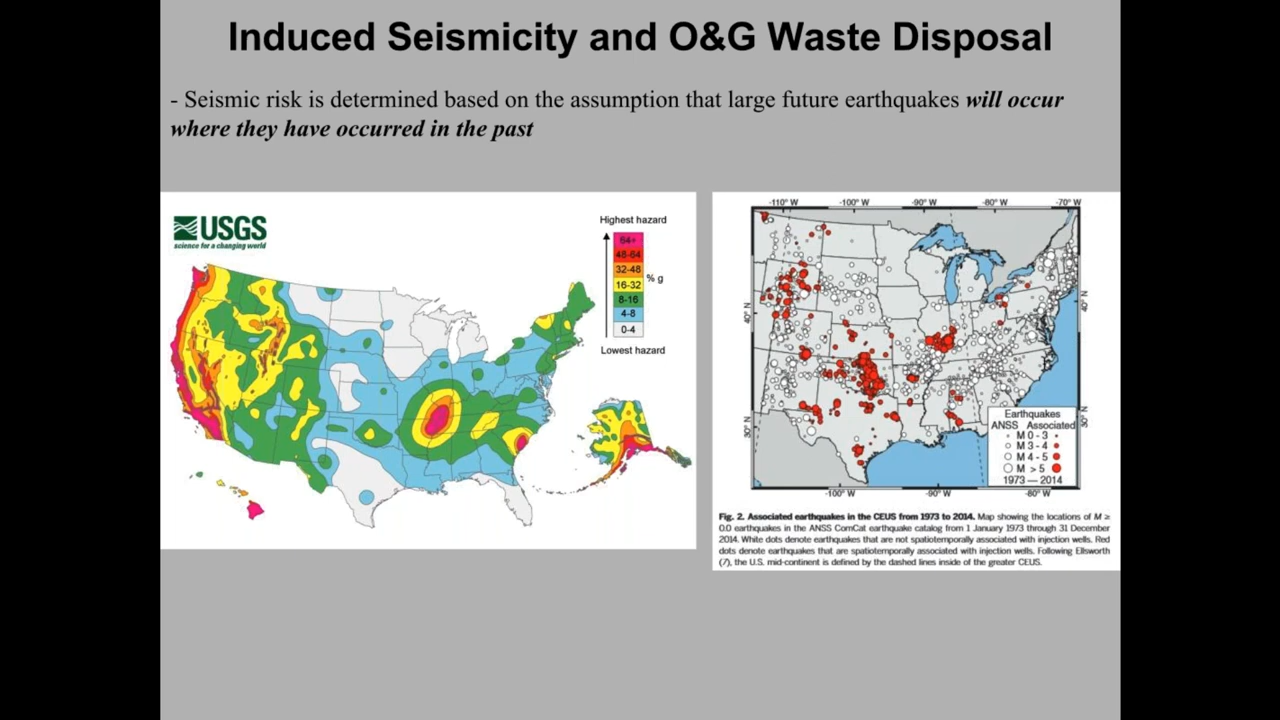 Induced Seismicity and O&G Waste Disposal
- Seismic risk is determined based on the assumption that large future earthquakes will occur
where they have occurred in the past
USGS
science for a changing world
Highest hazard
64+
48-64
32-48
16-32
8-16
4-8
0-4
% g
Lowest hazard
-110° W -100° W -90° W -80° W -70° W
40° N
30° N
40° N
30° N
Earthquakes
ANSS Associated
M 0 - 3
M 3 - 4
M 4 - 5
M > 5
1973 — 2014
-100° W -90° W -80° W
Fig. 2. Associated earthquakes in the CEUS from 1973 to 2014. Map showing the locations of M ≥
0.0 earthquakes in the ANSS ComCat earthquake catalog from 1 January 1973 through 31 December
2014. White dots denote earthquakes that are not spatiotemporally associated with injection wells. Red
dots denote earthquakes that are spatiotemporally associated with injection wells. Following Ellsworth
(7), the U.S. mid-continent is defined by the dashed lines inside of the greater CEUS.